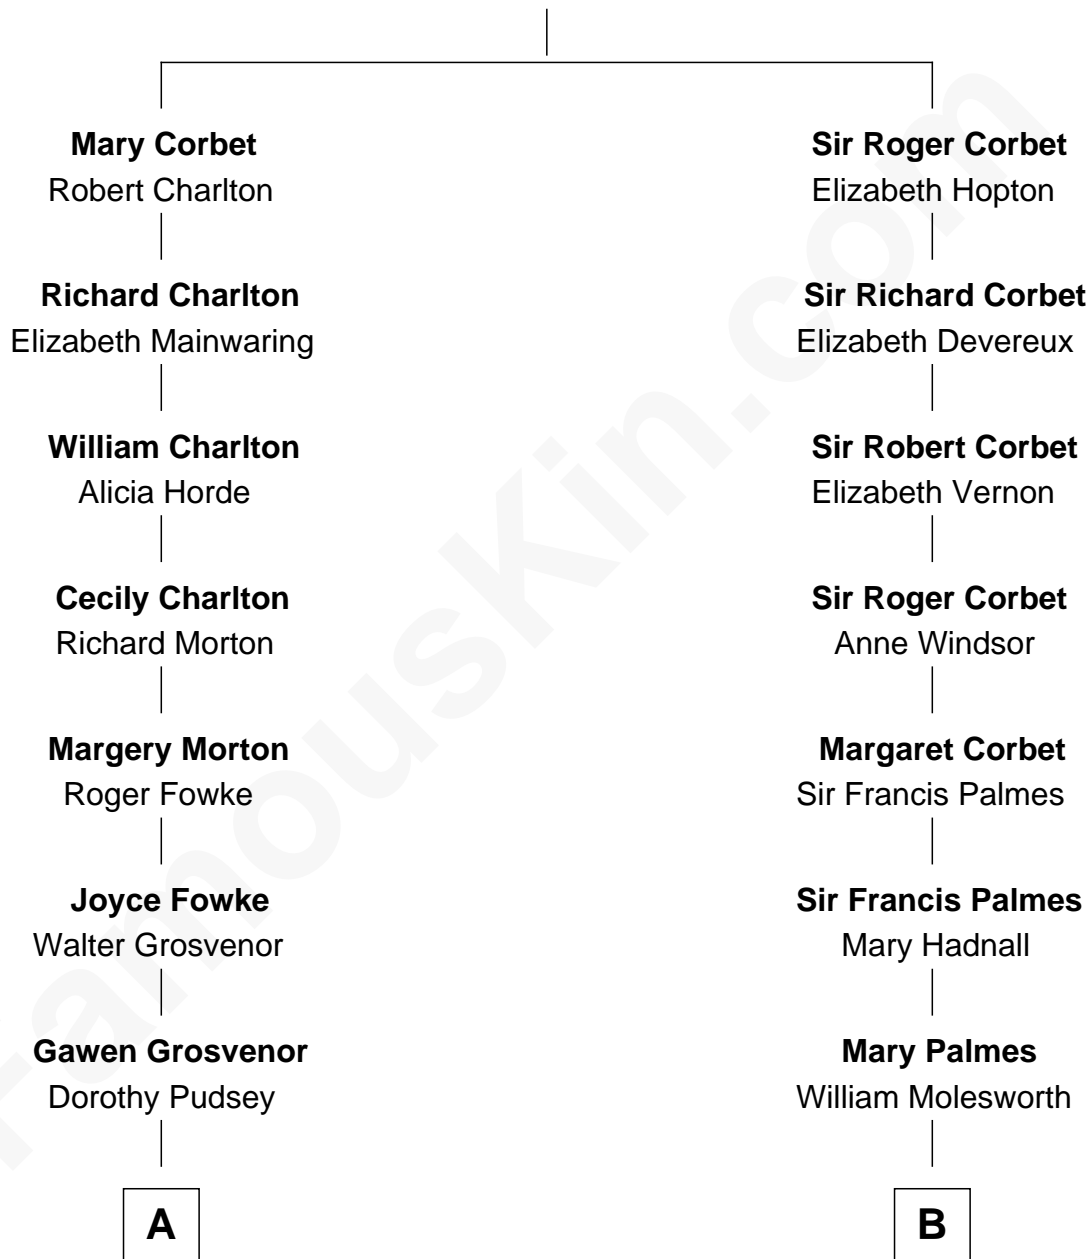 Mary Corbet
Robert Charlton
Sir Roger Corbet
Elizabeth Hopton
Richard Charlton
Elizabeth Mainwaring
Sir Richard Corbet
Elizabeth Devereux
William Charlton
Alicia Horde
Sir Robert Corbet
Elizabeth Vernon
Cecily Charlton
Richard Morton
Sir Roger Corbet
Anne Windsor
Margery Morton
Roger Fowke
Margaret Corbet
Sir Francis Palmes
Joyce Fowke
Walter Grosvenor
Sir Francis Palmes
Mary Hadnall
Gawen Grosvenor
Dorothy Pudsey
Mary Palmes
William Molesworth
A
B
FamousKin.com